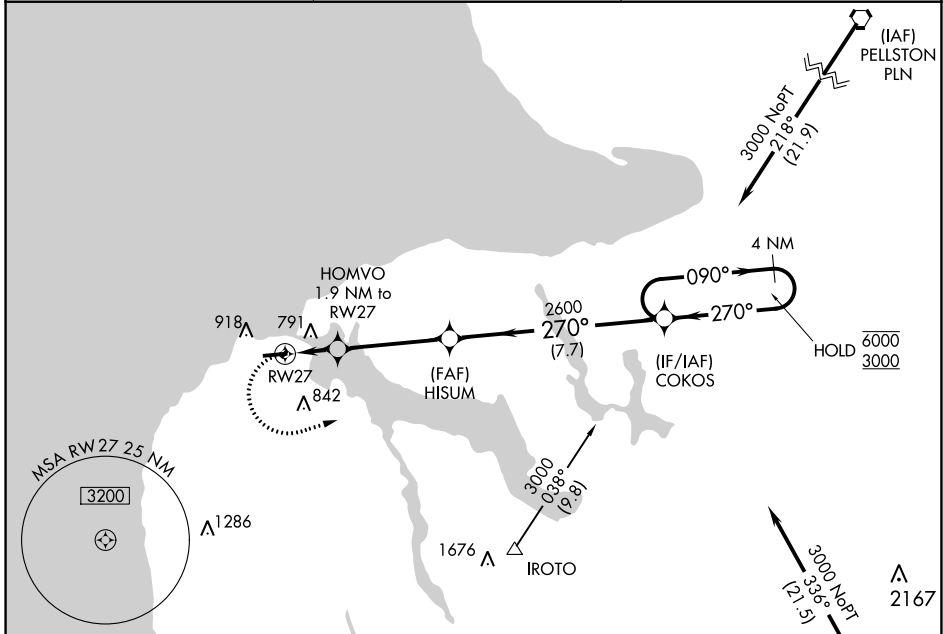 (IAF)
PELLSTON
PLN
3000 NoPT
218°
(21.9)
4 NM
090°
HOMVO
1.9 NM to
RW27
2600
270°
(7.7)
270°
918
791
HOLD
6000
3000
(IF/IAF)
COKOS
(FAF)
HISUM
RW27
842
MSA RW27 25 NM
3200
1286
3000
038°
(9.8)
1676
IROTO
3000 NoPT
336°
(21.5)
2167